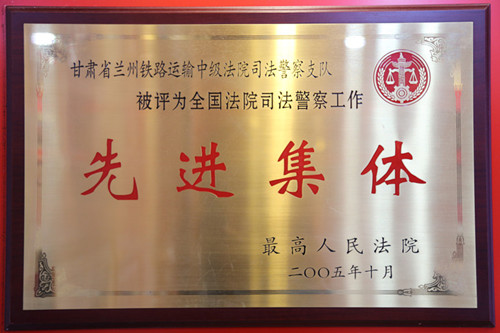 甘肃省兰州铁路运输中级法院司法警察支队
被评为全国法院司法警察工作
先进集体
最高人民法院
二〇〇五年十月